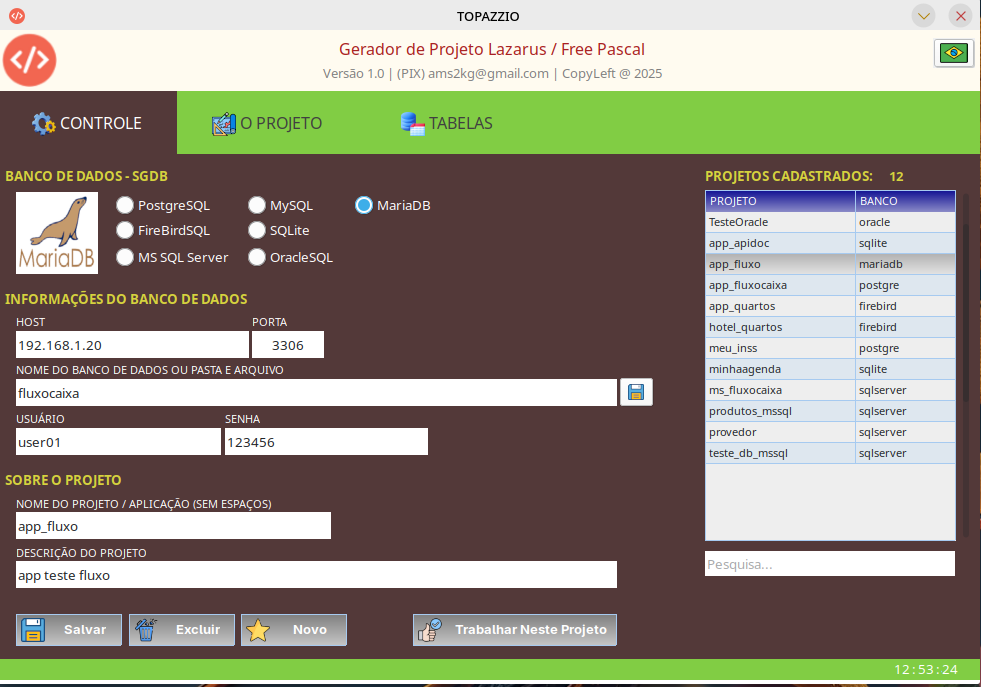 TOPAZZIO
Gerador de Projeto Lazarus / Free Pascal
Versão 1.0 | (PIX) ams2kg@gmail.com | CopyLeft @ 2025
CONTROLE O PROJETO TABELAS
BANCO DE DADOS - SGDB
MariaDB
PostgreSQL MySQL MariaDB
FireBirdSQL SQLite
MS SQL Server OracleSQL
INFORMAÇÕES DO BANCO DE DADOS
HOST PORTA
192.168.1.20 3306
NOME DO BANCO DE DADOS OU PASTA E ARQUIVO
fluxocaixa
USUÁRIO SENHA
user01 123456
SOBRE O PROJETO
NOME DO PROJETO / APLICAÇÃO (SEM ESPAÇOS)
app_fluxo
DESCRIÇÃO DO PROJETO
app teste fluxo
Salvar Excluir Novo Trabalhar Neste Projeto
PROJETOS CADASTRADOS: 12
PROJETO BANCO
TesteOracle oracle
app_apidoc sqlite
app_fluxo mariadb
app_fluxocaixa postgre
app_quartos firebird
hotel_quartos firebird
meu_inss postgre
minhaagenda sqlite
ms_fluxocaixa sqlserver
produtos_mssql sqlserver
provedor sqlserver
teste_db_mssql sqlserver
Pesquisa...
12:53:24